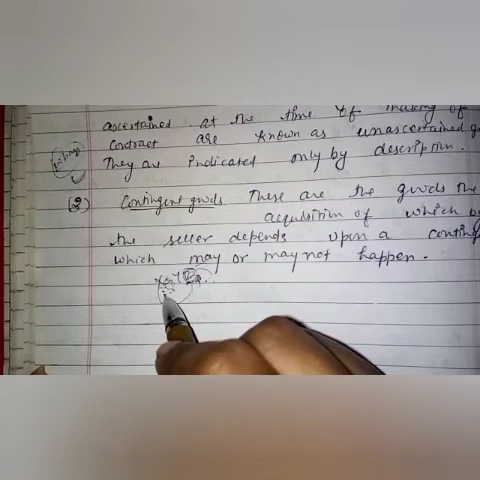 ascertained at the time of making of
contract are known as unascertained g
They are indicated only by description.
(2) Contingent goods These are the goods the
acquisition of which by
the seller depends upon a conting
which may or may not happen.